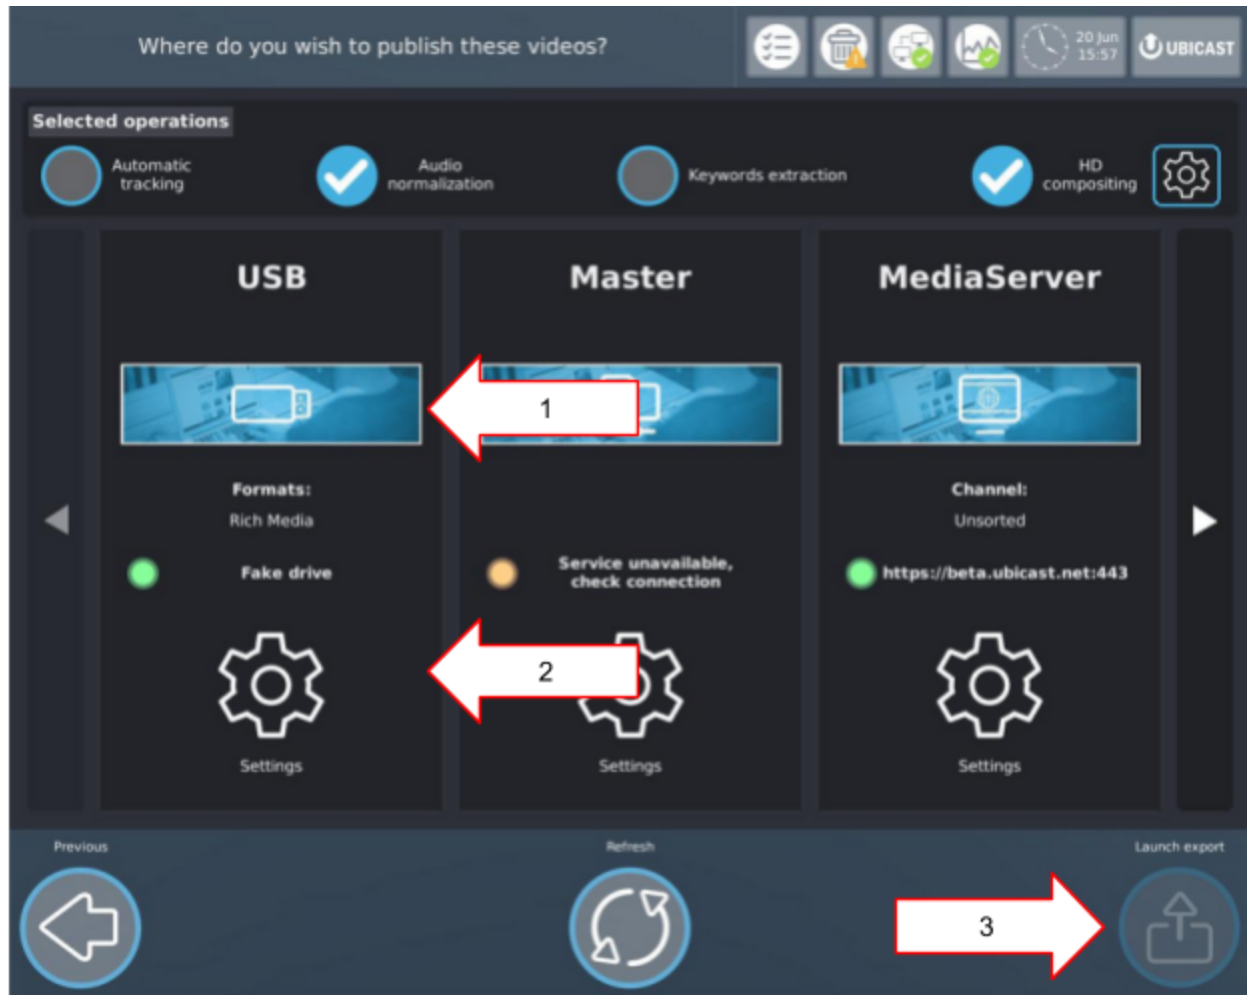 Where do you wish to publish these videos?
20 Jun
15:57
UBICAST
Selected operations
Automatic
tracking
Audio
normalization
Keywords extraction
HD
compositing
USB
Master
MediaServer
1
Formats:
Rich Media
Channel:
Unsorted
Fake drive
Service unavailable,
check connection
https://beta.ubicast.net:443
2
Settings
Settings
Settings
Previous
Refresh
Launch export
3